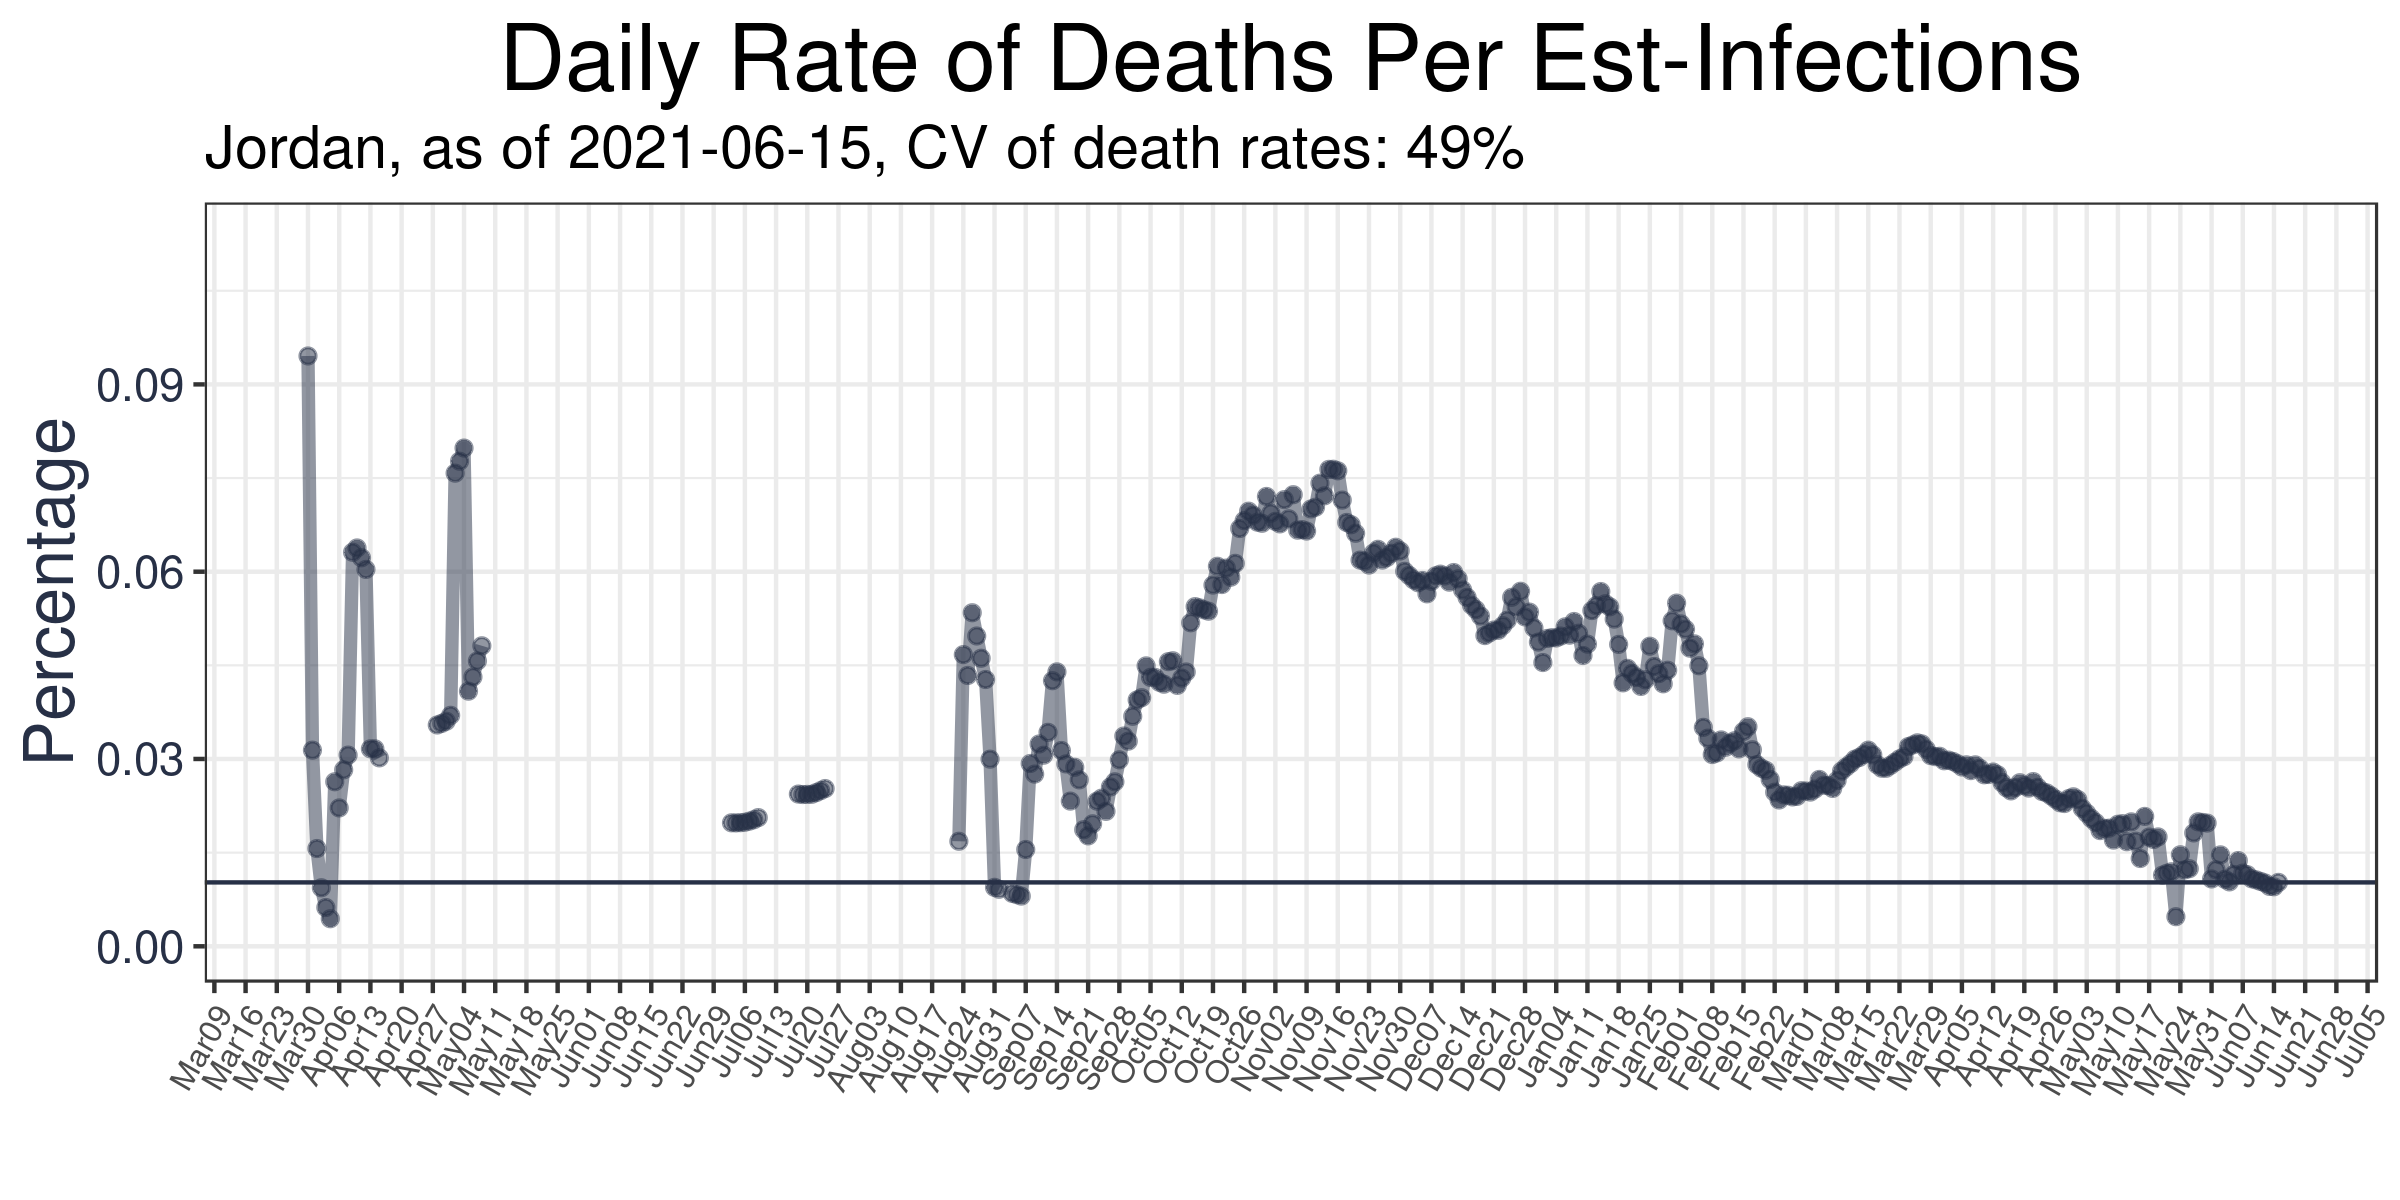 Daily Rate of Deaths Per Est-Infections
Jordan, as of 2021-06-15, CV of death rates: 49%
Percentage
0.09
0.06
0.03
0.00
Mar09
Mar16
Mar23
Mar30
Apr06
Apr13
Apr20
Apr27
May04
May11
May18
May25
Jun01
Jun08
Jun15
Jun22
Jun29
Jul06
Jul13
Jul20
Jul27
Aug03
Aug10
Aug17
Aug24
Aug31
Sep07
Sep14
Sep21
Sep28
Oct05
Oct12
Oct19
Oct26
Nov02
Nov09
Nov16
Nov23
Nov30
Dec07
Dec14
Dec21
Dec28
Jan04
Jan11
Jan18
Jan25
Feb01
Feb08
Feb15
Feb22
Mar01
Mar08
Mar15
Mar22
Mar29
Apr05
Apr12
Apr19
Apr26
May03
May10
May17
May24
May31
Jun07
Jun14
Jun21
Jun28
Jul05